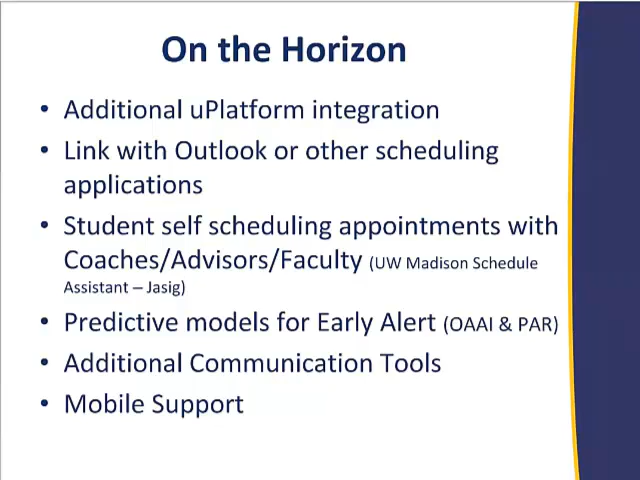 On the Horizon
• Additional uPlatform integration
• Link with Outlook or other scheduling
applications
• Student self scheduling appointments with
Coaches/Advisors/Faculty (UW Madison Schedule
Assistant – Jasig)
• Predictive models for Early Alert (OAAI & PAR)
• Additional Communication Tools
• Mobile Support